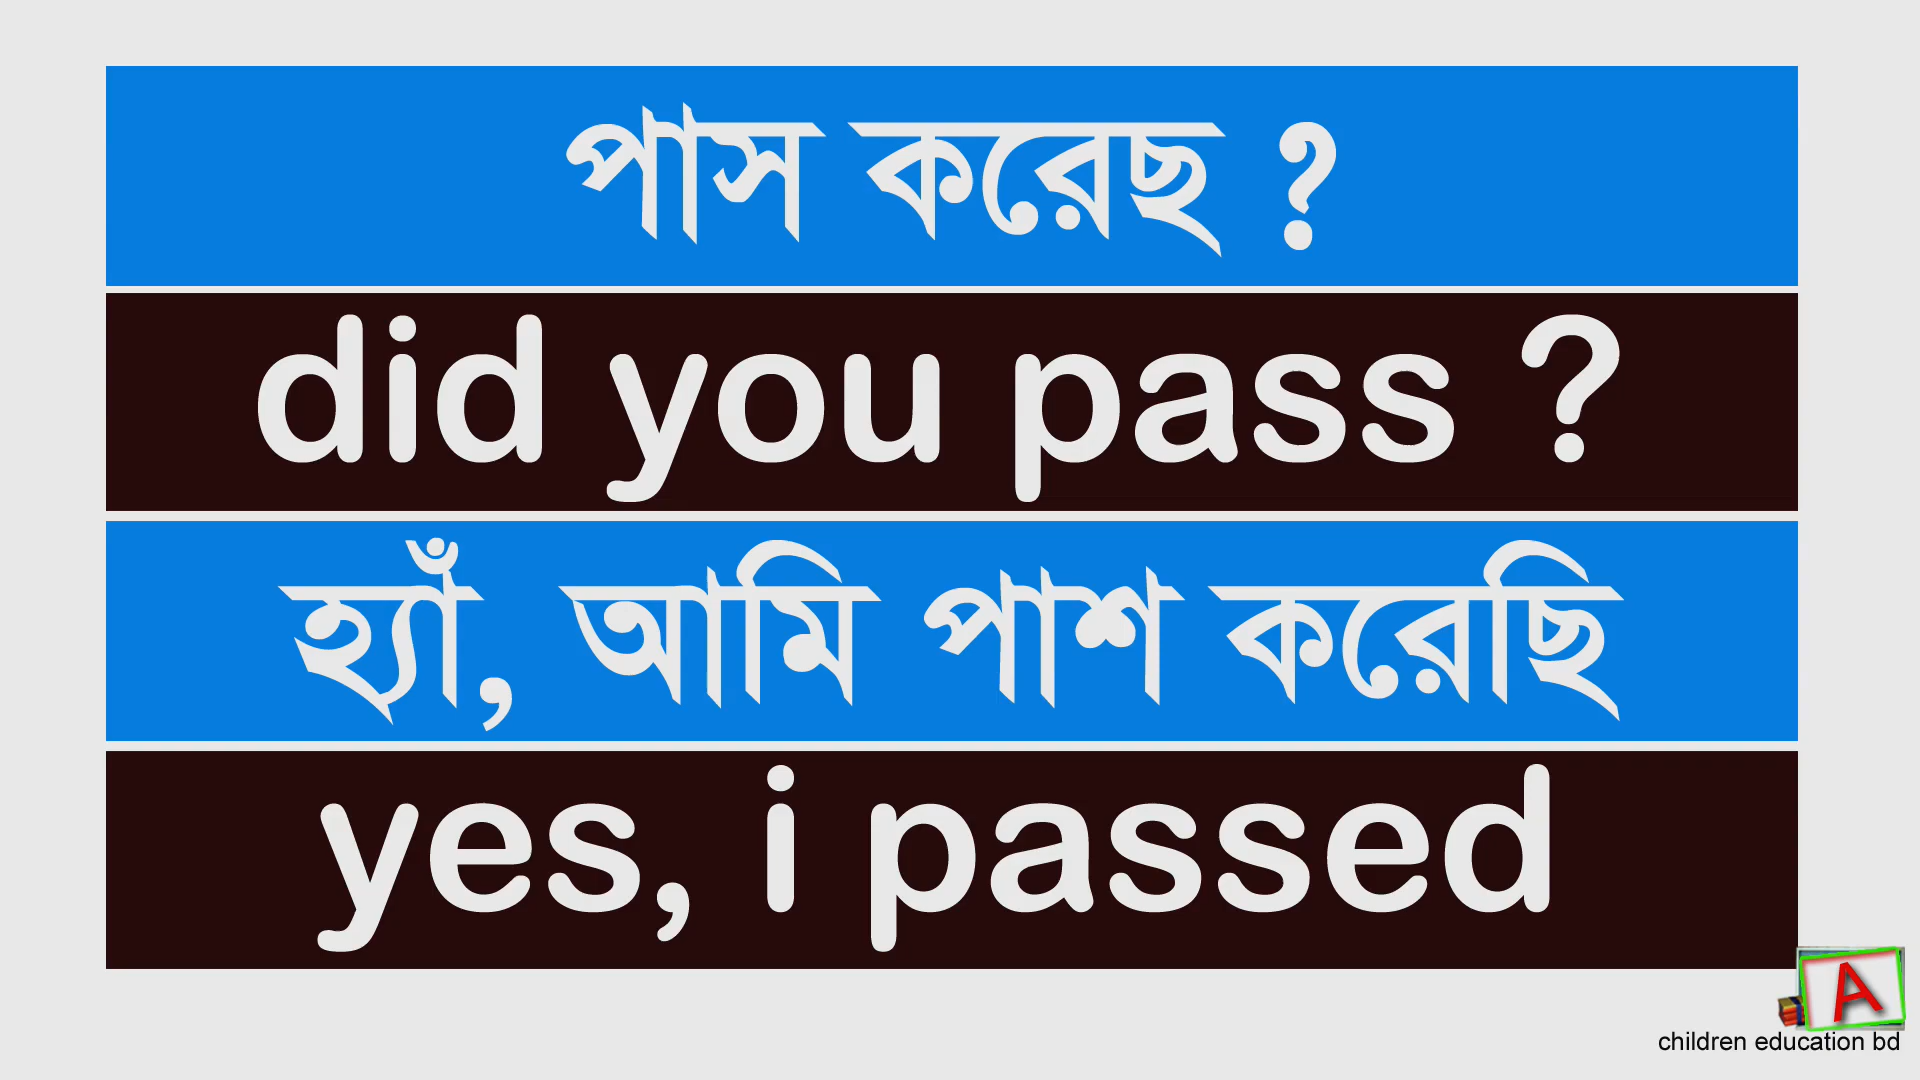 পাস করেছ ?
did you pass ?
হ্যাঁ, আমি পাশ করেছি
yes, i passed
A
children education bd